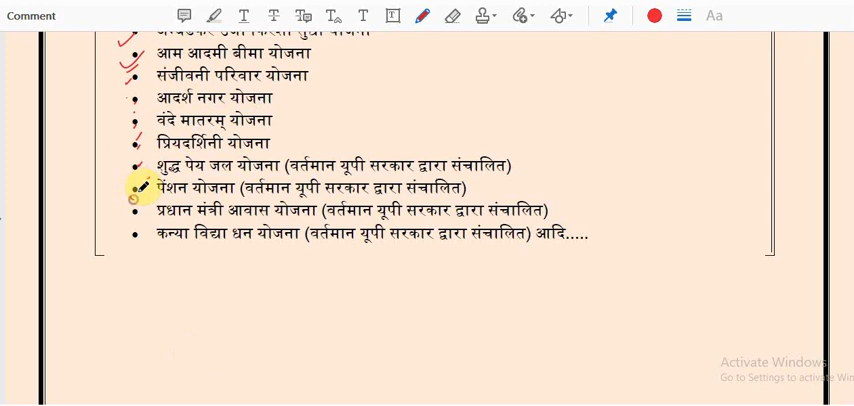 Comment
Aa
योजना
आम आदमी बीमा योजना
संजीवनी परिवार योजना
आदर्श नगर योजना
वंदे मातरम् योजना
प्रियदर्शिनी योजना
शुद्ध पेय जल योजना (वर्तमान यूपी सरकार द्वारा संचालित)
पेंशन योजना (वर्तमान यूपी सरकार द्वारा संचालित)
प्रधान मंत्री आवास योजना (वर्तमान यूपी सरकार द्वारा संचालित)
कन्या विद्या धन योजना (वर्तमान यूपी सरकार द्वारा संचालित) आदि.....
Activate Windows
Go to Settings to activate